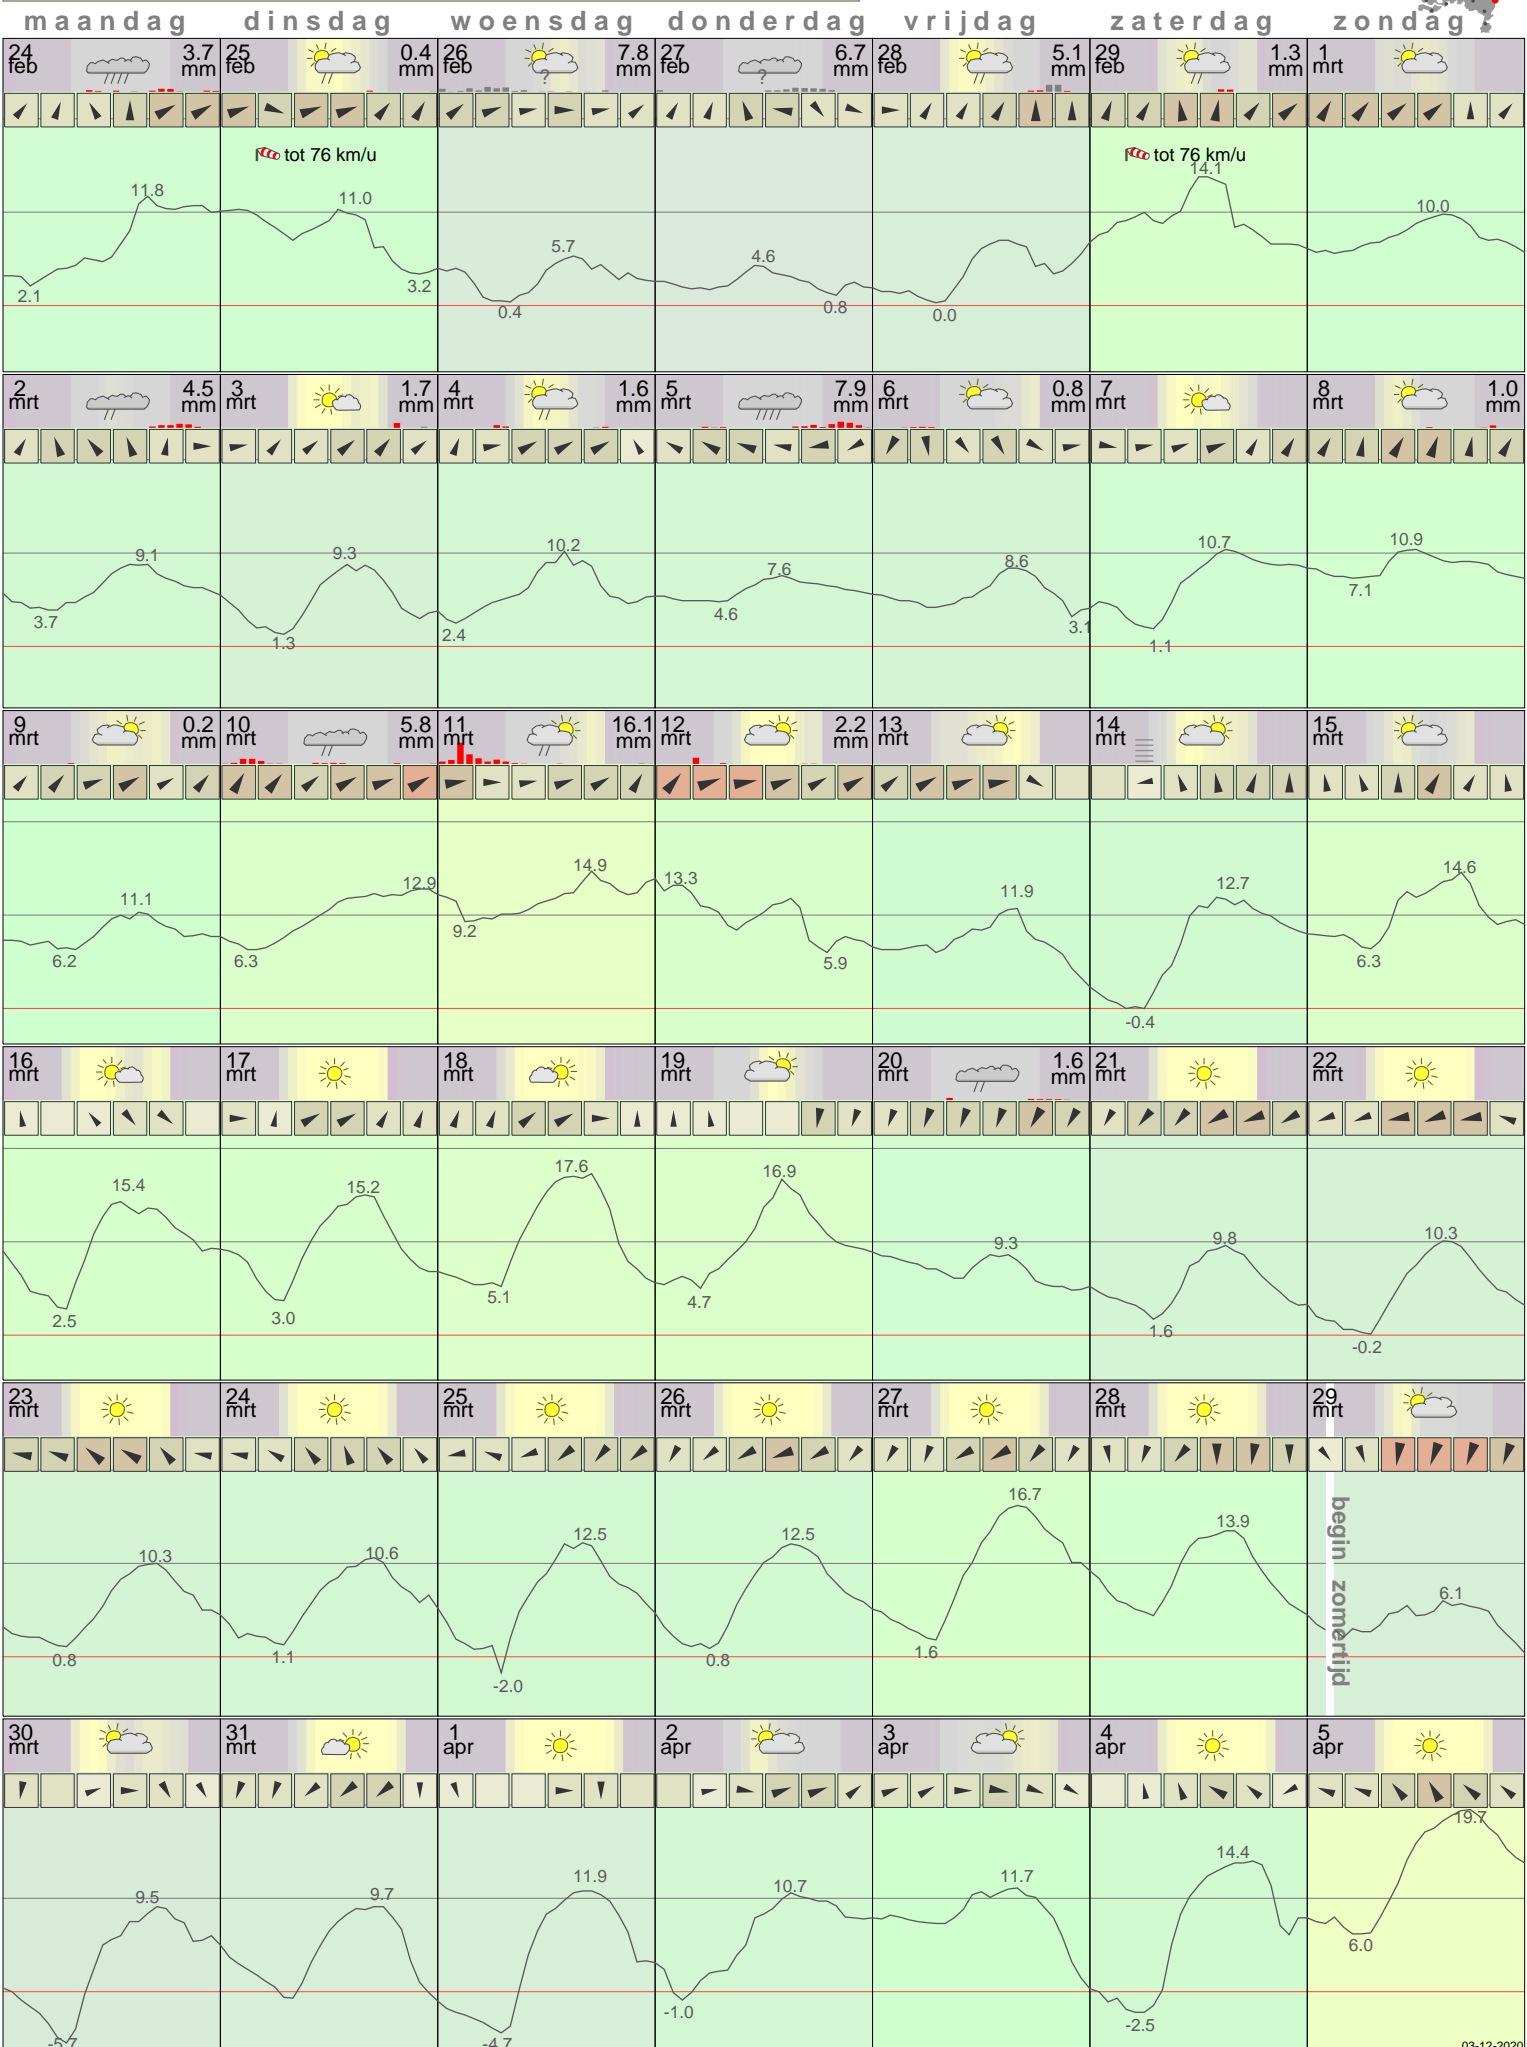 maandag dinsdag woensdag donderdag vrijdag zaterdag zondag
24 feb 3.7 mm 25 feb 0.4 mm 26 feb ? 7.8 mm 27 feb ? 6.7 mm 28 feb 5.1 mm 29 feb 1.3 mm 1 mrt
tot 76 km/u tot 76 km/u
11.8 2.1 11.0 3.2 5.7 0.4 4.6 0.8 0.0 14.1 10.0
2 mrt 4.5 mm 3 mrt 1.7 mm 4 mrt 1.6 mm 5 mrt 7.9 mm 6 mrt 0.8 mm 7 mrt 8 mrt 1.0 mm
9.1 3.7 9.3 1.3 10.2 2.4 7.6 4.6 8.6 3.1 10.7 1.1 10.9 7.1
9 mrt 0.2 mm 10 mrt 5.8 mm 11 mrt 16.1 mm 12 mrt 2.2 mm 13 mrt 14 mrt 15 mrt
11.1 6.2 12.9 6.3 14.9 9.2 13.3 5.9 11.9 12.7 -0.4 14.6 6.3
16 mrt 17 mrt 18 mrt 19 mrt 20 mrt 1.6 mm 21 mrt 22 mrt
15.4 2.5 15.2 3.0 17.6 5.1 16.9 4.7 9.3 9.8 1.6 10.3 -0.2
23 mrt 24 mrt 25 mrt 26 mrt 27 mrt 28 mrt 29 mrt
10.3 0.8 10.6 1.1 12.5 -2.0 12.5 0.8 16.7 1.6 13.9 6.1
begin zomertijd
30 mrt 31 mrt 1 apr 2 apr 3 apr 4 apr 5 apr
9.5 -5.7 9.7 11.9 -4.7 10.7 -1.0 11.7 14.4 -2.5 19.7 6.0
03-12-2020